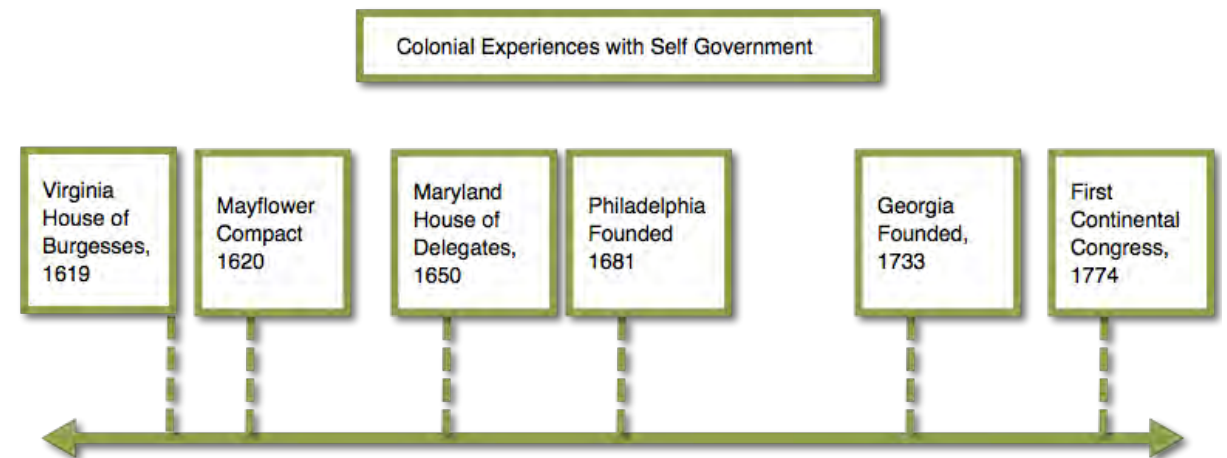 Colonial Experiences with Self Government
Virginia
House of
Burgesses,
1619
Mayflower
Compact
1620
Maryland
House of
Delegates,
1650
Philadelphia
Founded
1681
Georgia
Founded,
1733
First
Continental
Congress,
1774